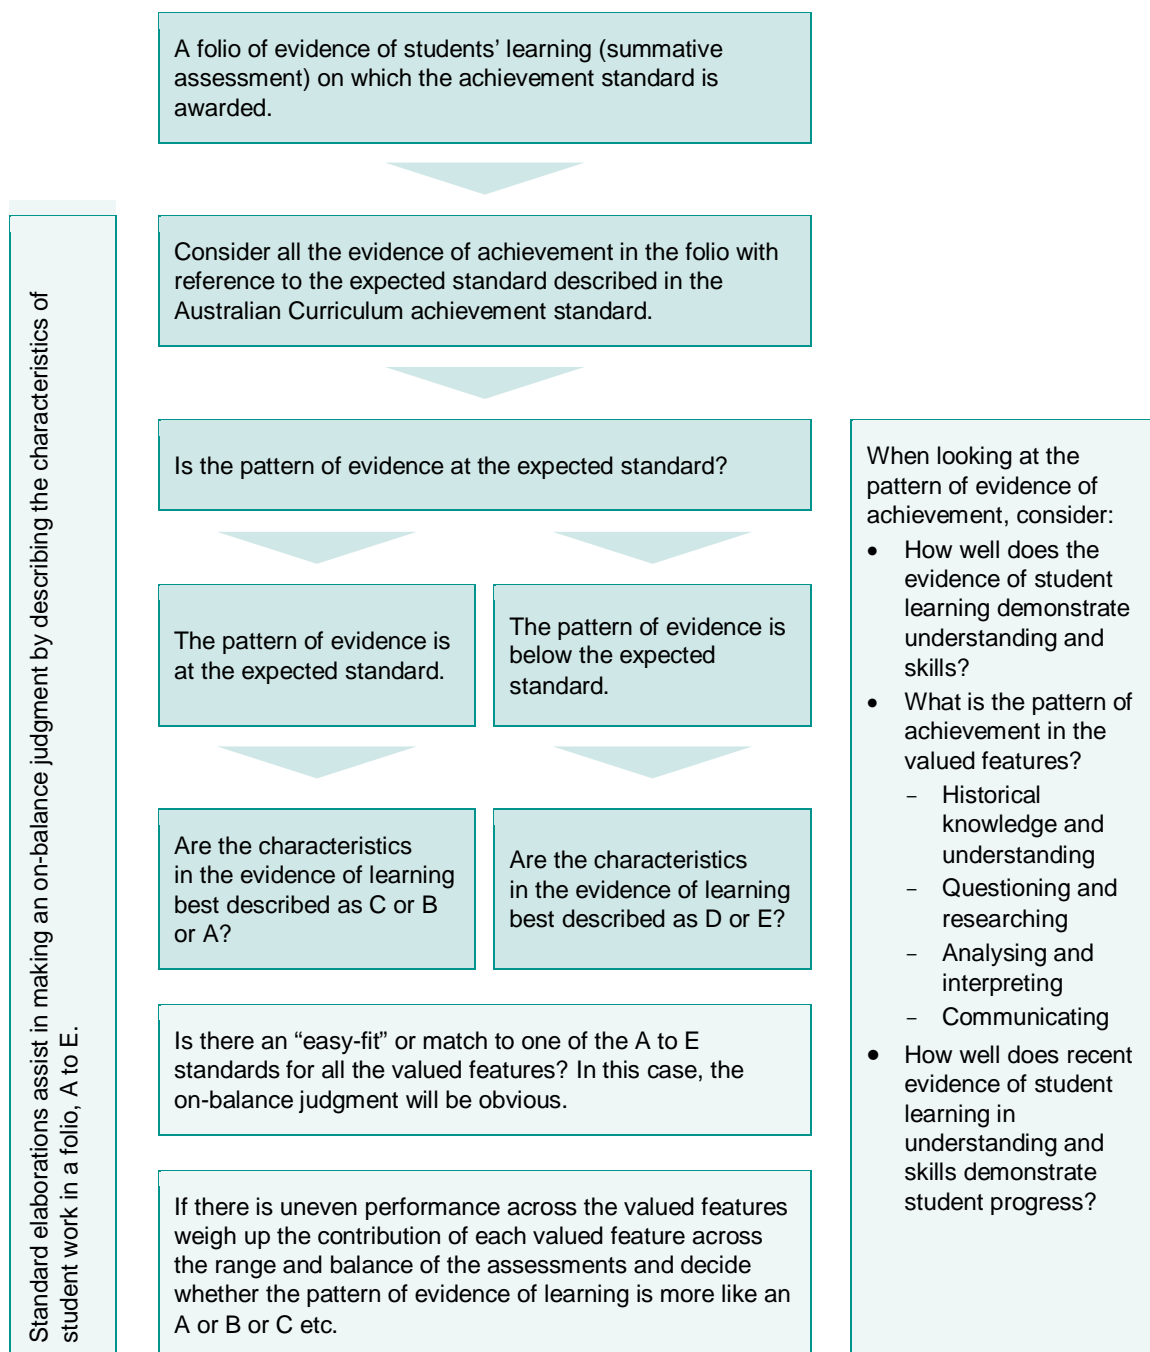 A folio of evidence of students’ learning (summative
assessment) on which the achievement standard is
awarded.
Consider all the evidence of achievement in the folio with
reference to the expected standard described in the
Australian Curriculum achievement standard.
Is the pattern of evidence at the expected standard?
The pattern of evidence is
at the expected standard.
The pattern of evidence is
below the expected
standard.
Are the characteristics
in the evidence of learning
best described as C or B
or A?
Are the characteristics
in the evidence of learning
best described as D or E?
Is there an “easy-fit” or match to one of the A to E
standards for all the valued features? In this case, the
on-balance judgment will be obvious.
If there is uneven performance across the valued features
weigh up the contribution of each valued feature across
the range and balance of the assessments and decide
whether the pattern of evidence of learning is more like an
A or B or C etc.
Standard elaborations assist in making an on-balance judgment by describing the characteristics of
student work in a folio, A to E.
When looking at the
pattern of evidence of
achievement, consider:
• How well does the
evidence of student
learning demonstrate
understanding and
skills?
• What is the pattern of
achievement in the
valued features?
– Historical
knowledge and
understanding
– Questioning and
researching
– Analysing and
interpreting
– Communicating
• How well does recent
evidence of student
learning in
understanding and
skills demonstrate
student progress?